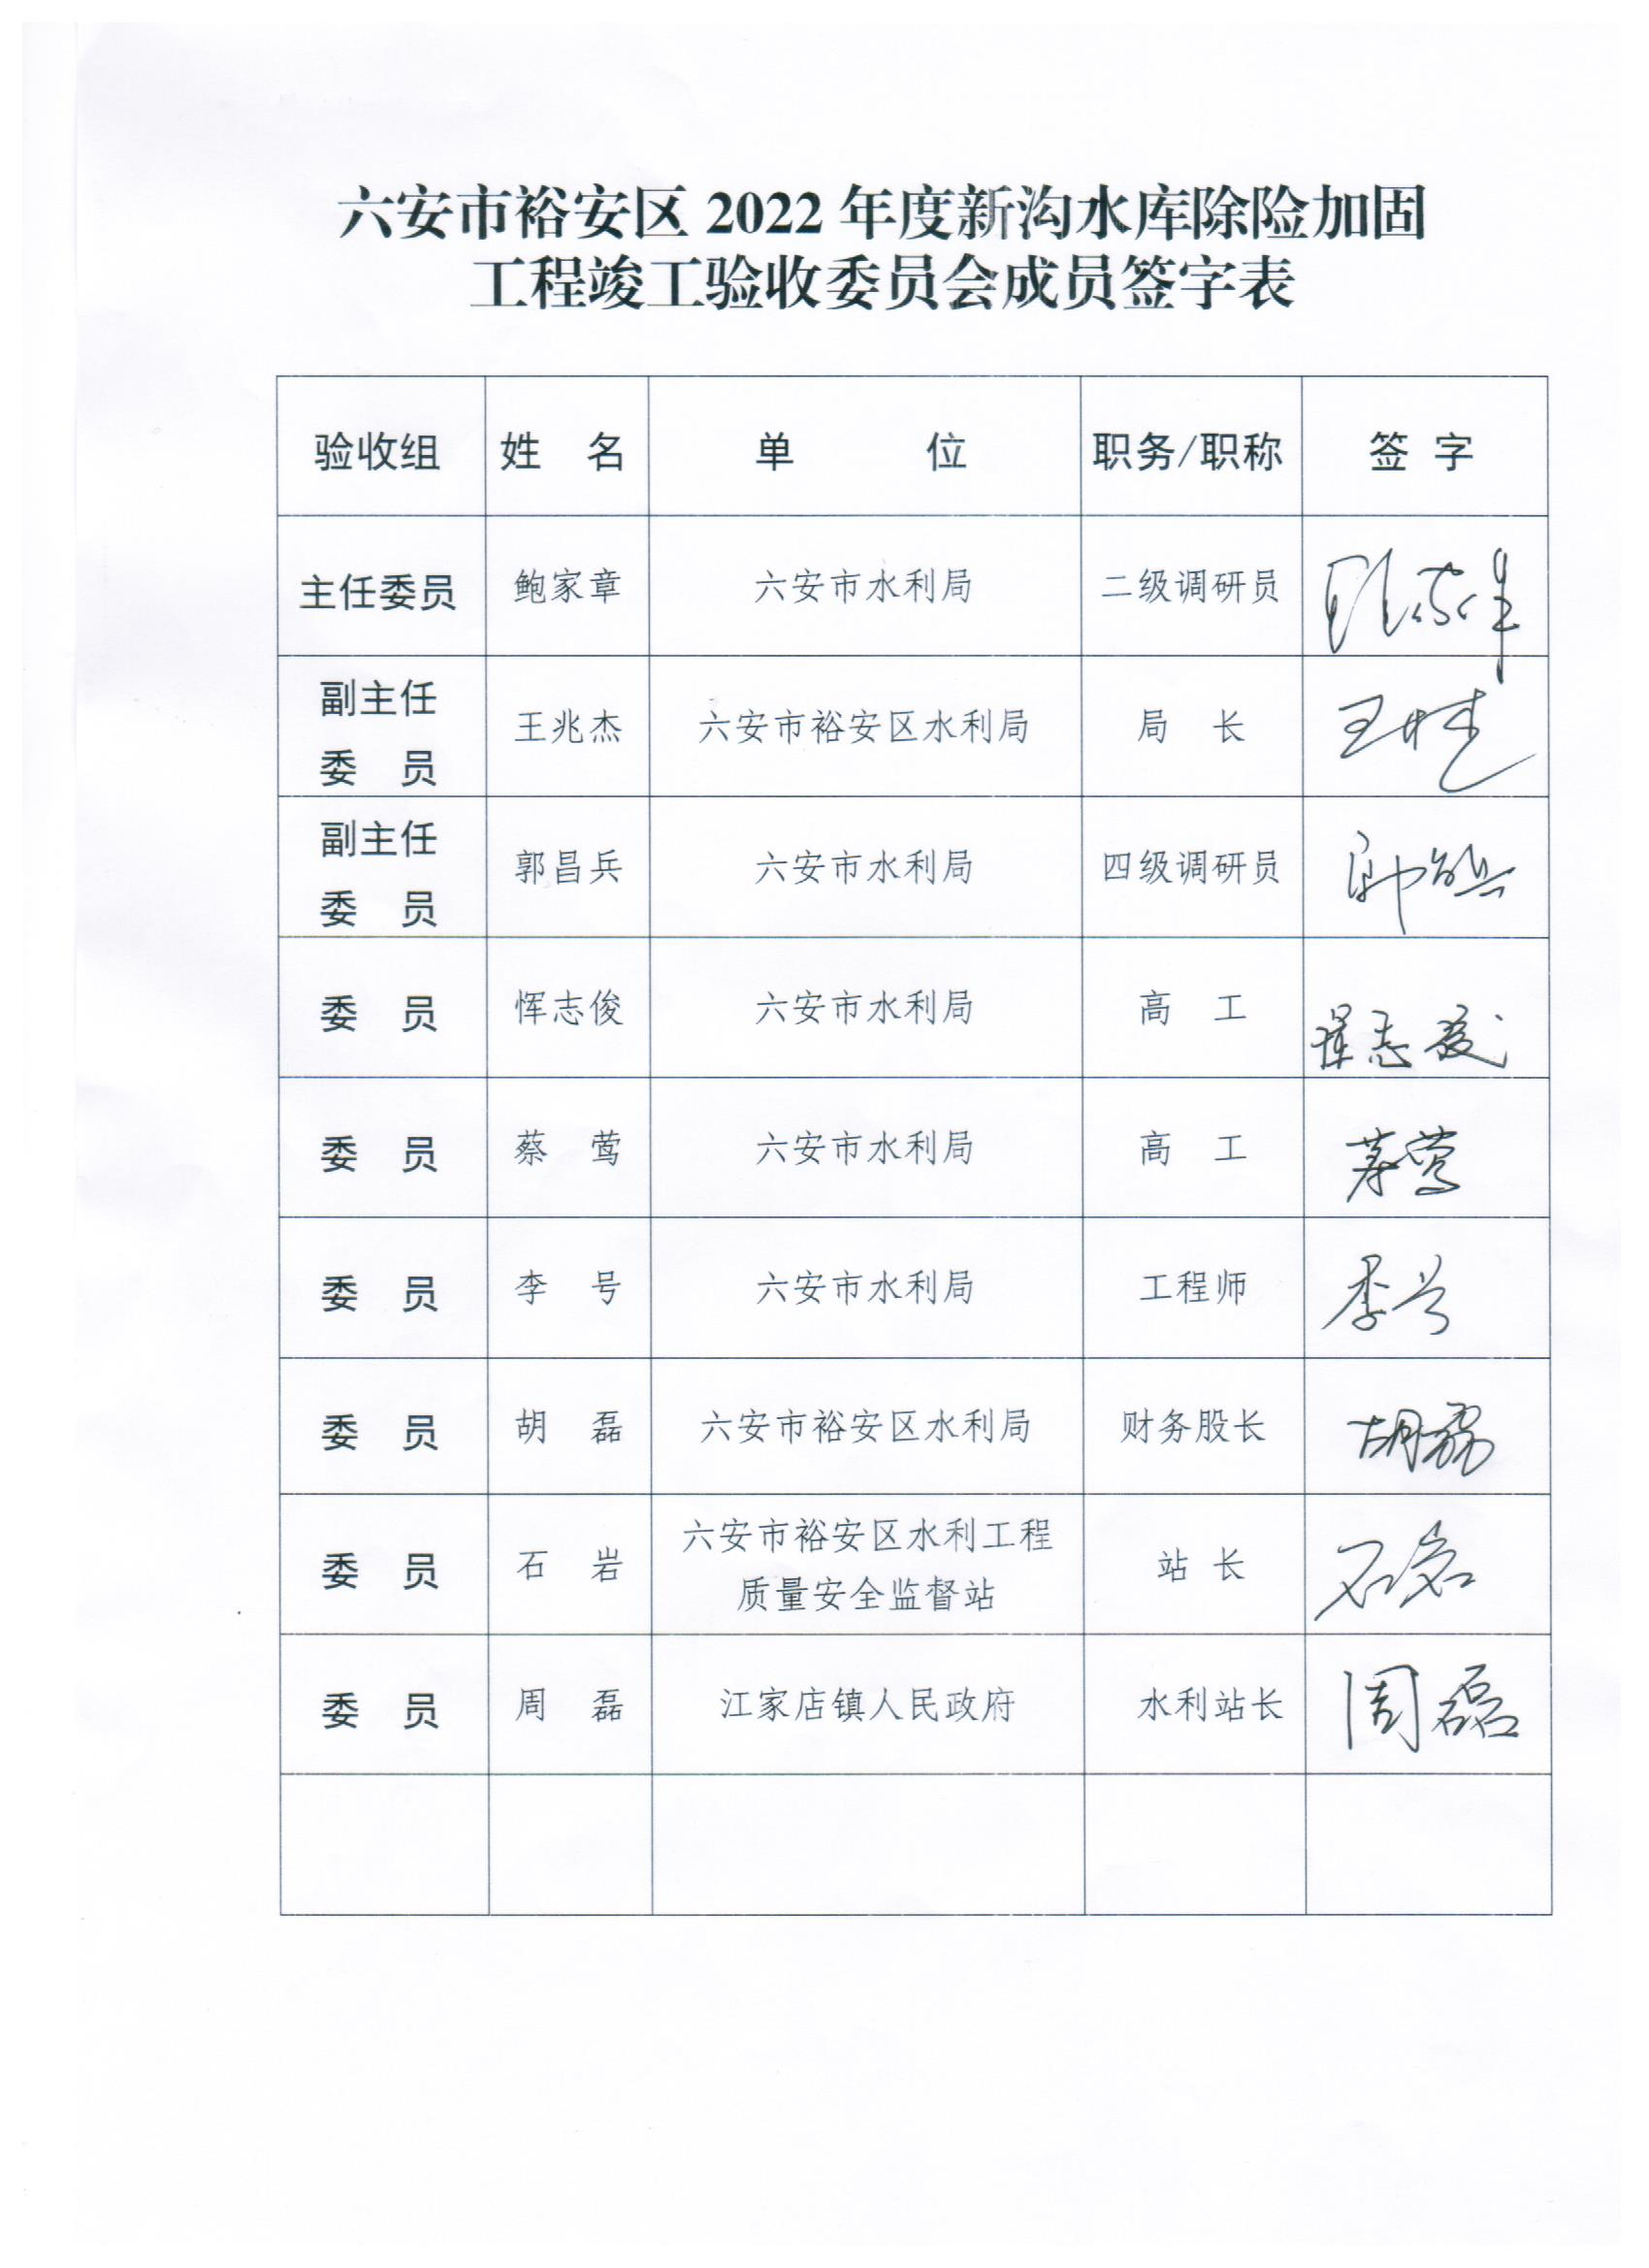 六安市裕安区 2022 年度新沟水库除险加固
工程竣工验收委员会成员签字表
验收组 姓 名 单 位 职务/职称 签 字
主任委员 鲍家章 六安市水利局 二级调研员
副主任
委 员 王兆杰 六安市裕安区水利局 局 长
副主任
委 员 郭昌兵 六安市水利局 四级调研员
委 员 恽志俊 六安市水利局 高 工
委 员 蔡 莺 六安市水利局 高 工 蔡莺
委 员 李 号 六安市水利局 工程师 李号
委 员 胡 磊 六安市裕安区水利局 财务股长 胡磊
委 员 石 岩 六安市裕安区水利工程
质量安全监督站 站 长 石岩
委 员 周 磊 江家店镇人民政府 水利站长 周磊